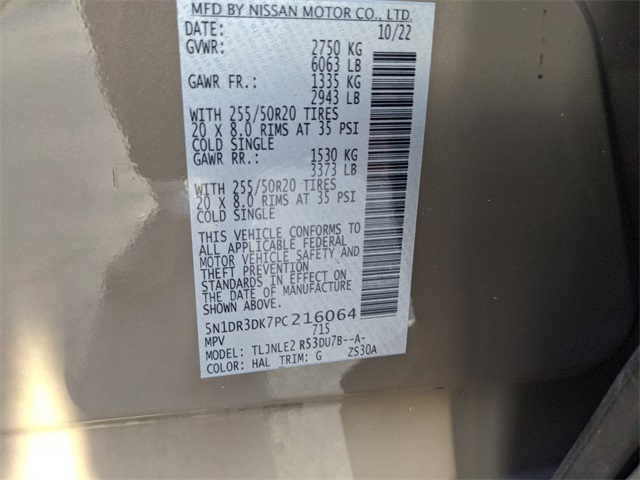 MFD BY NISSAN MOTOR CO., LTD.
DATE: 10/22
GVWR: 2750 KG
6063 LB
GAWR FR.: 1335 KG
2943 LB
WITH 255/50R20 TIRES
20 X 8.0 RIMS AT 35 PSI
COLD SINGLE
GAWR RR.: 1530 KG
3373 LB
WITH 255/50R20 TIRES
20 X 8.0 RIMS AT 35 PSI
COLD SINGLE
THIS VEHICLE CONFORMS TO
ALL APPLICABLE FEDERAL
MOTOR VEHICLE SAFETY AND
THEFT PREVENTION
STANDARDS IN EFFECT ON
THE DATE OF MANUFACTURE
SHOWN ABOVE.
5N1DR3DK7PC216064
MPV 715
MODEL: TLJNLE2 R53DU7B--A-
COLOR: HAL TRIM: G ZS30A